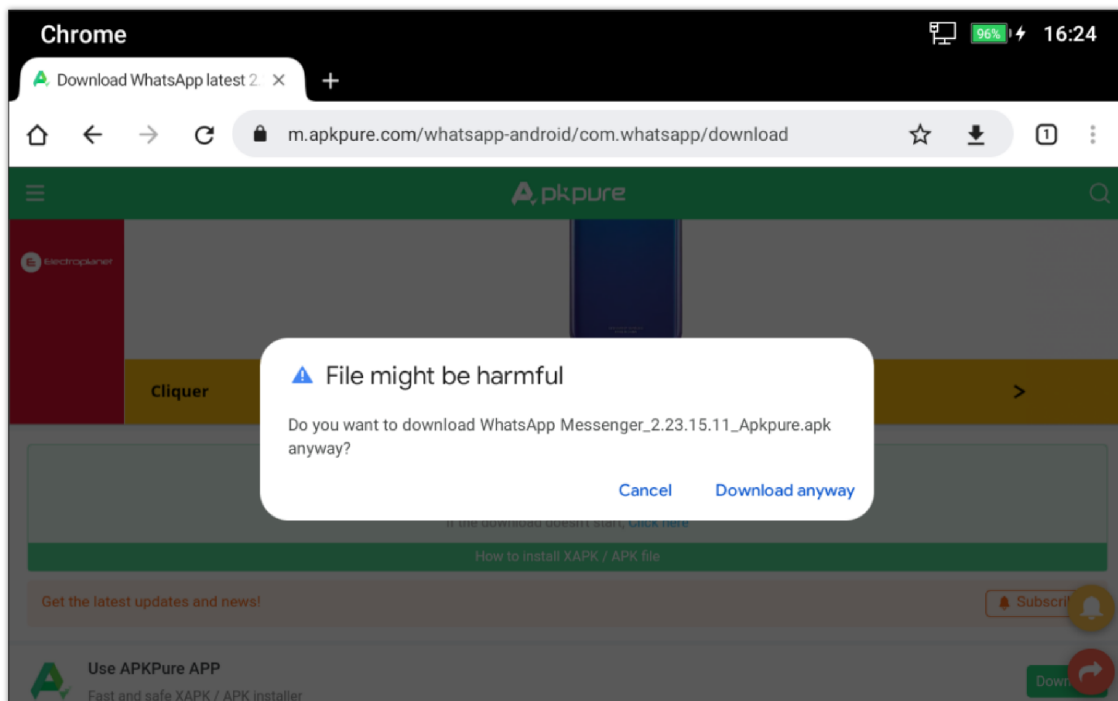 Chrome
96%
16:24
Download WhatsApp latest 2
m.apkpure.com/whatsapp-android/com.whatsapp/download
1
Apkpure
Electroplanet
Cliquer
File might be harmful
Do you want to download WhatsApp Messenger_2.23.15.11_Apkpure.apk
anyway?
Cancel
Download anyway
If the download doesn't start, Click here
How to install XAPK / APK file
Get the latest updates and news!
Subscri
Use APKPure APP
Down
Fast and safe XAPK / APK installer